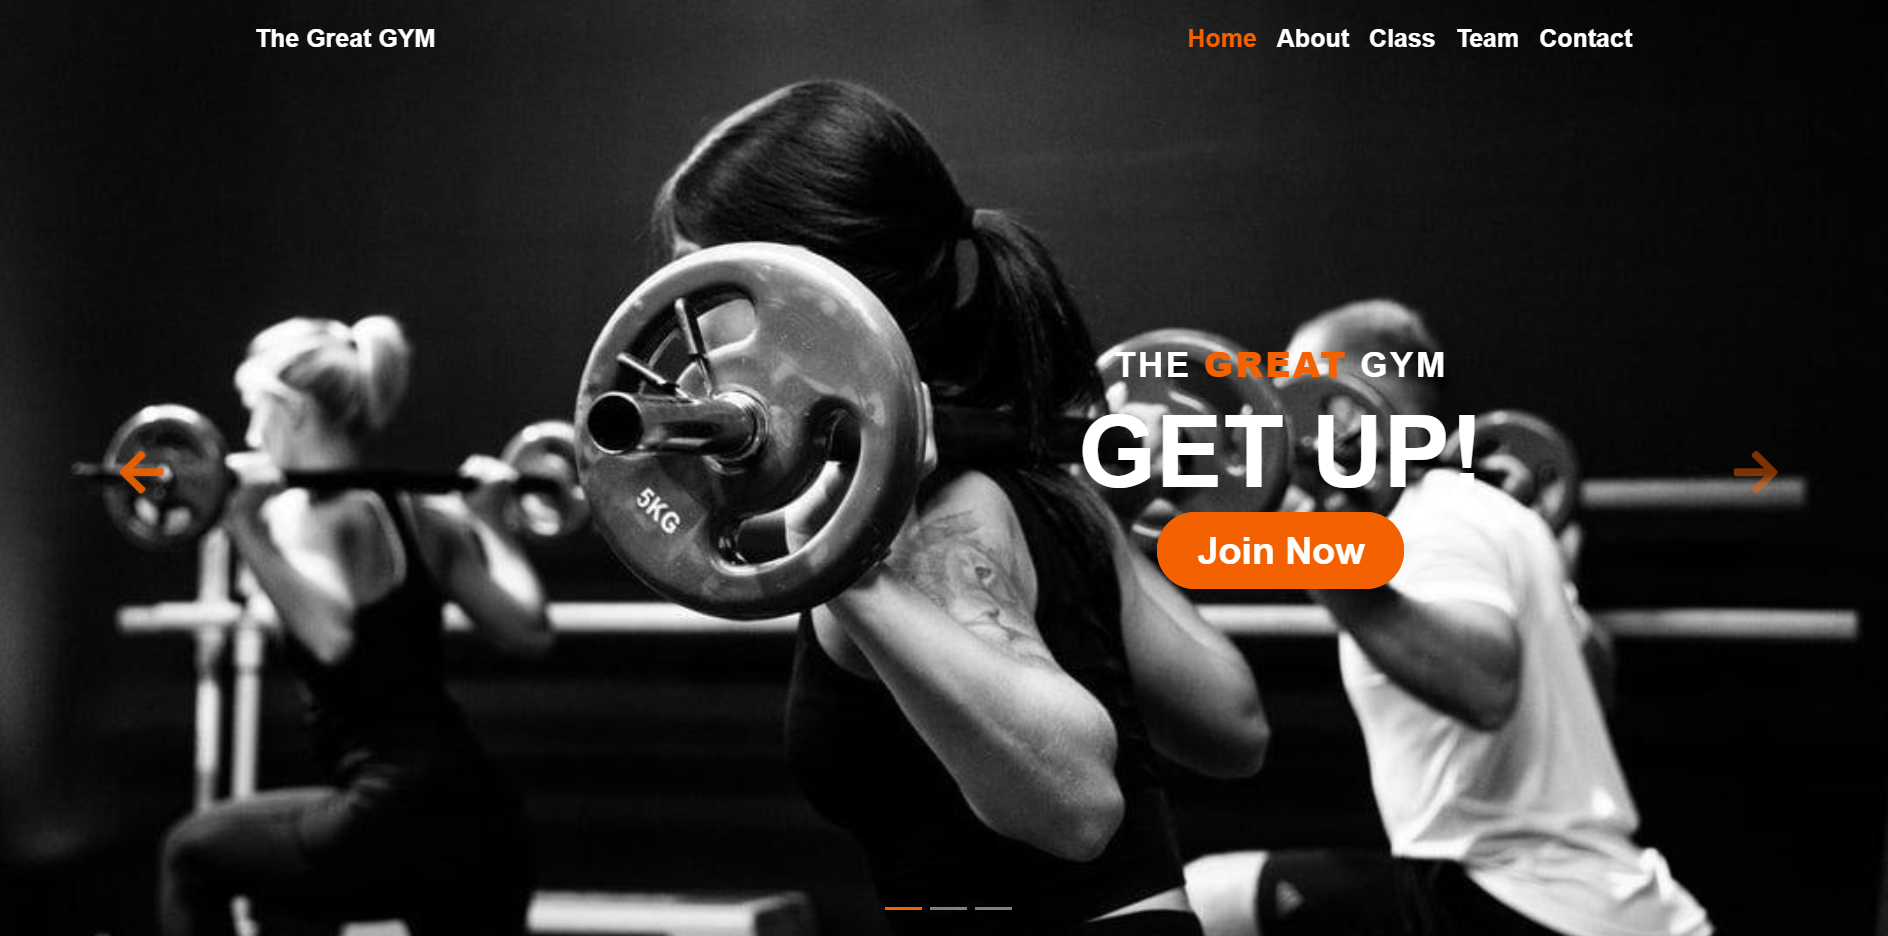 The Great GYM
Home About Class Team Contact
THE GREAT GYM
GET UP!
Join Now
5KG